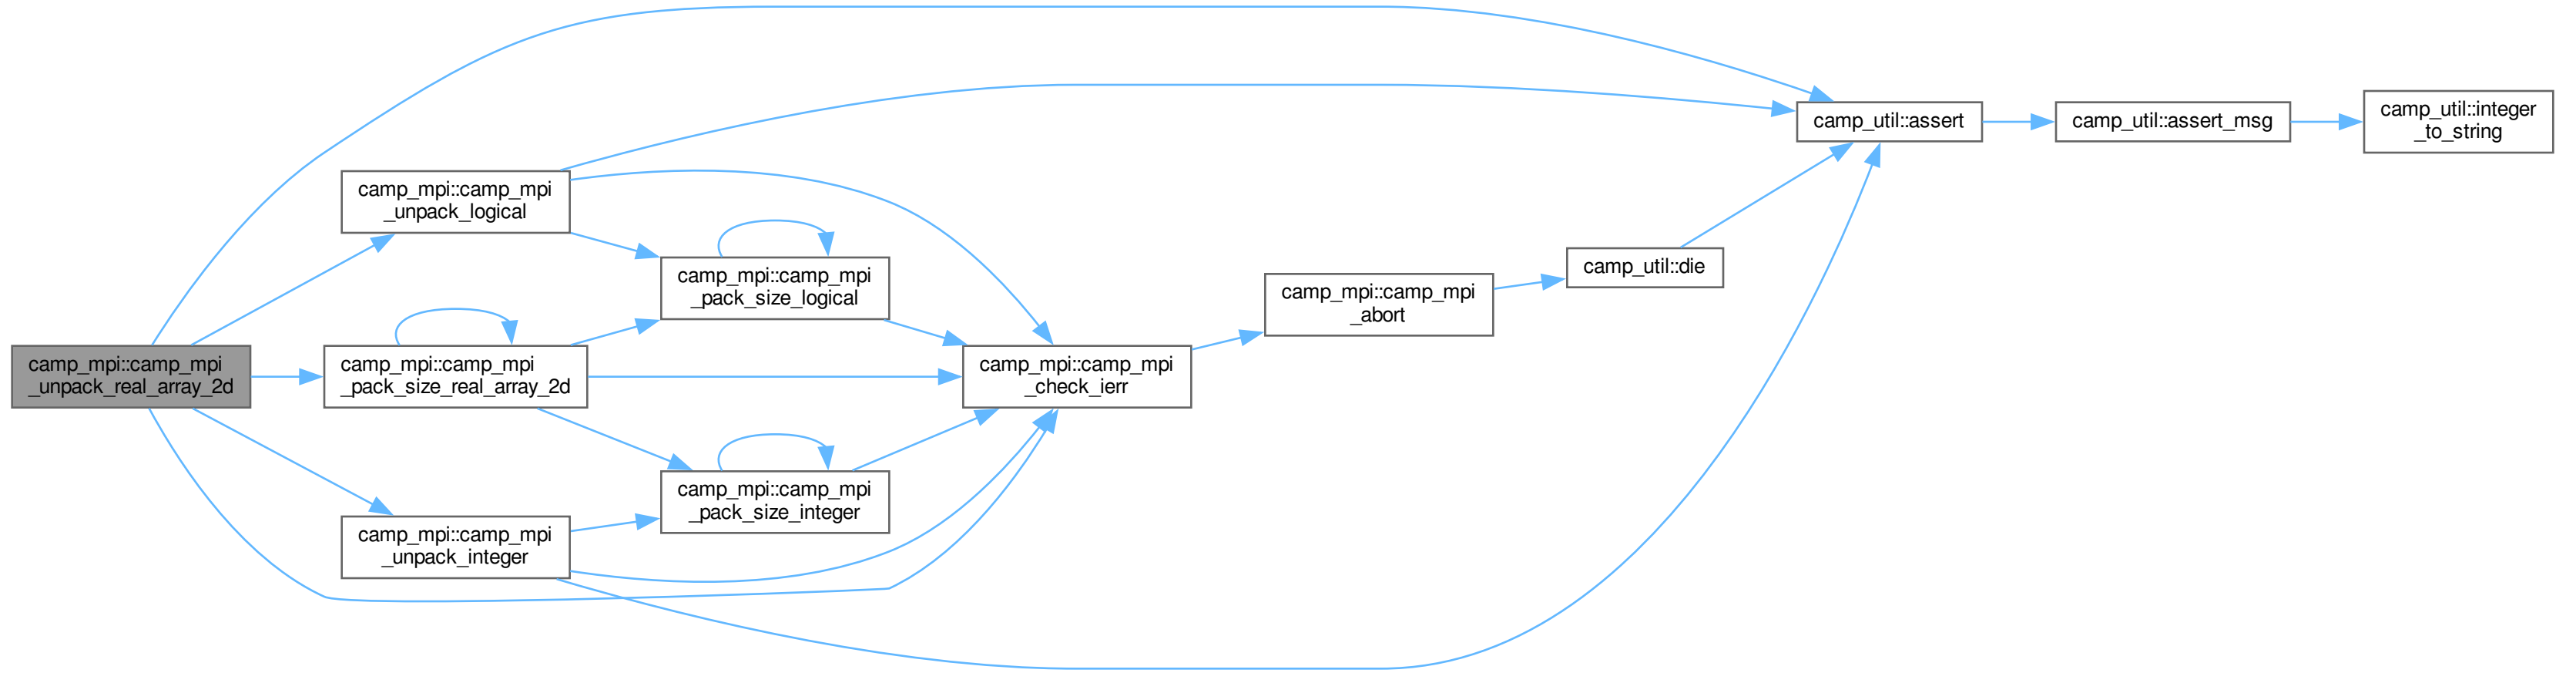 camp_mpi::camp_mpi
_unpack_real_array_2d
camp_mpi::camp_mpi
_unpack_logical
camp_mpi::camp_mpi
_pack_size_real_array_2d
camp_mpi::camp_mpi
_unpack_integer
camp_mpi::camp_mpi
_pack_size_logical
camp_mpi::camp_mpi
_pack_size_integer
camp_mpi::camp_mpi
_check_ierr
camp_mpi::camp_mpi
_abort
camp_util::die
camp_util::assert
camp_util::assert_msg
camp_util::integer
_to_string